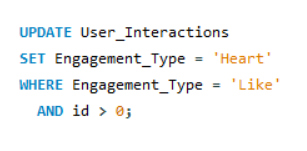 UPDATE User_Interactions
SET Engagement_Type = 'Heart'
WHERE Engagement_Type = 'Like'
AND id > 0;